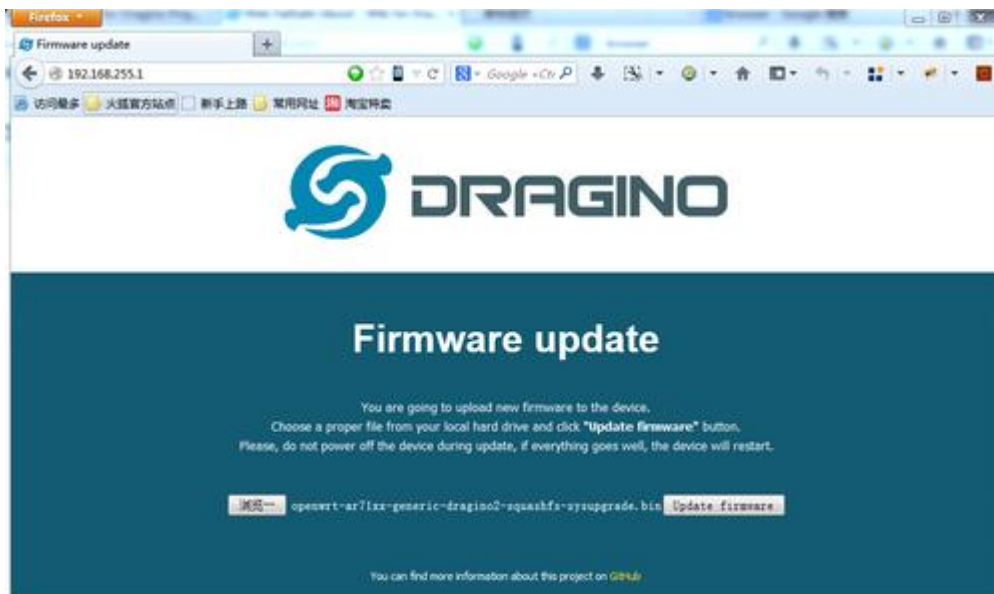 Firefox
Firmware update
192.168.255.1
Google <Ctr
访问最多 火狐官方站点 新手上路 常用网址 淘 淘宝特卖
DRAGINO
Firmware update
You are going to upload new firmware to the device.
Choose a proper file from your local hard drive and click "Update firmware" button.
Please, do not power off the device during update, if everything goes well, the device will restart.
浏览… openwrt-ar71xx-generic-dragino2-squashfs-sysupgrade.bin Update firmware
You can find more information about this project on GitHub